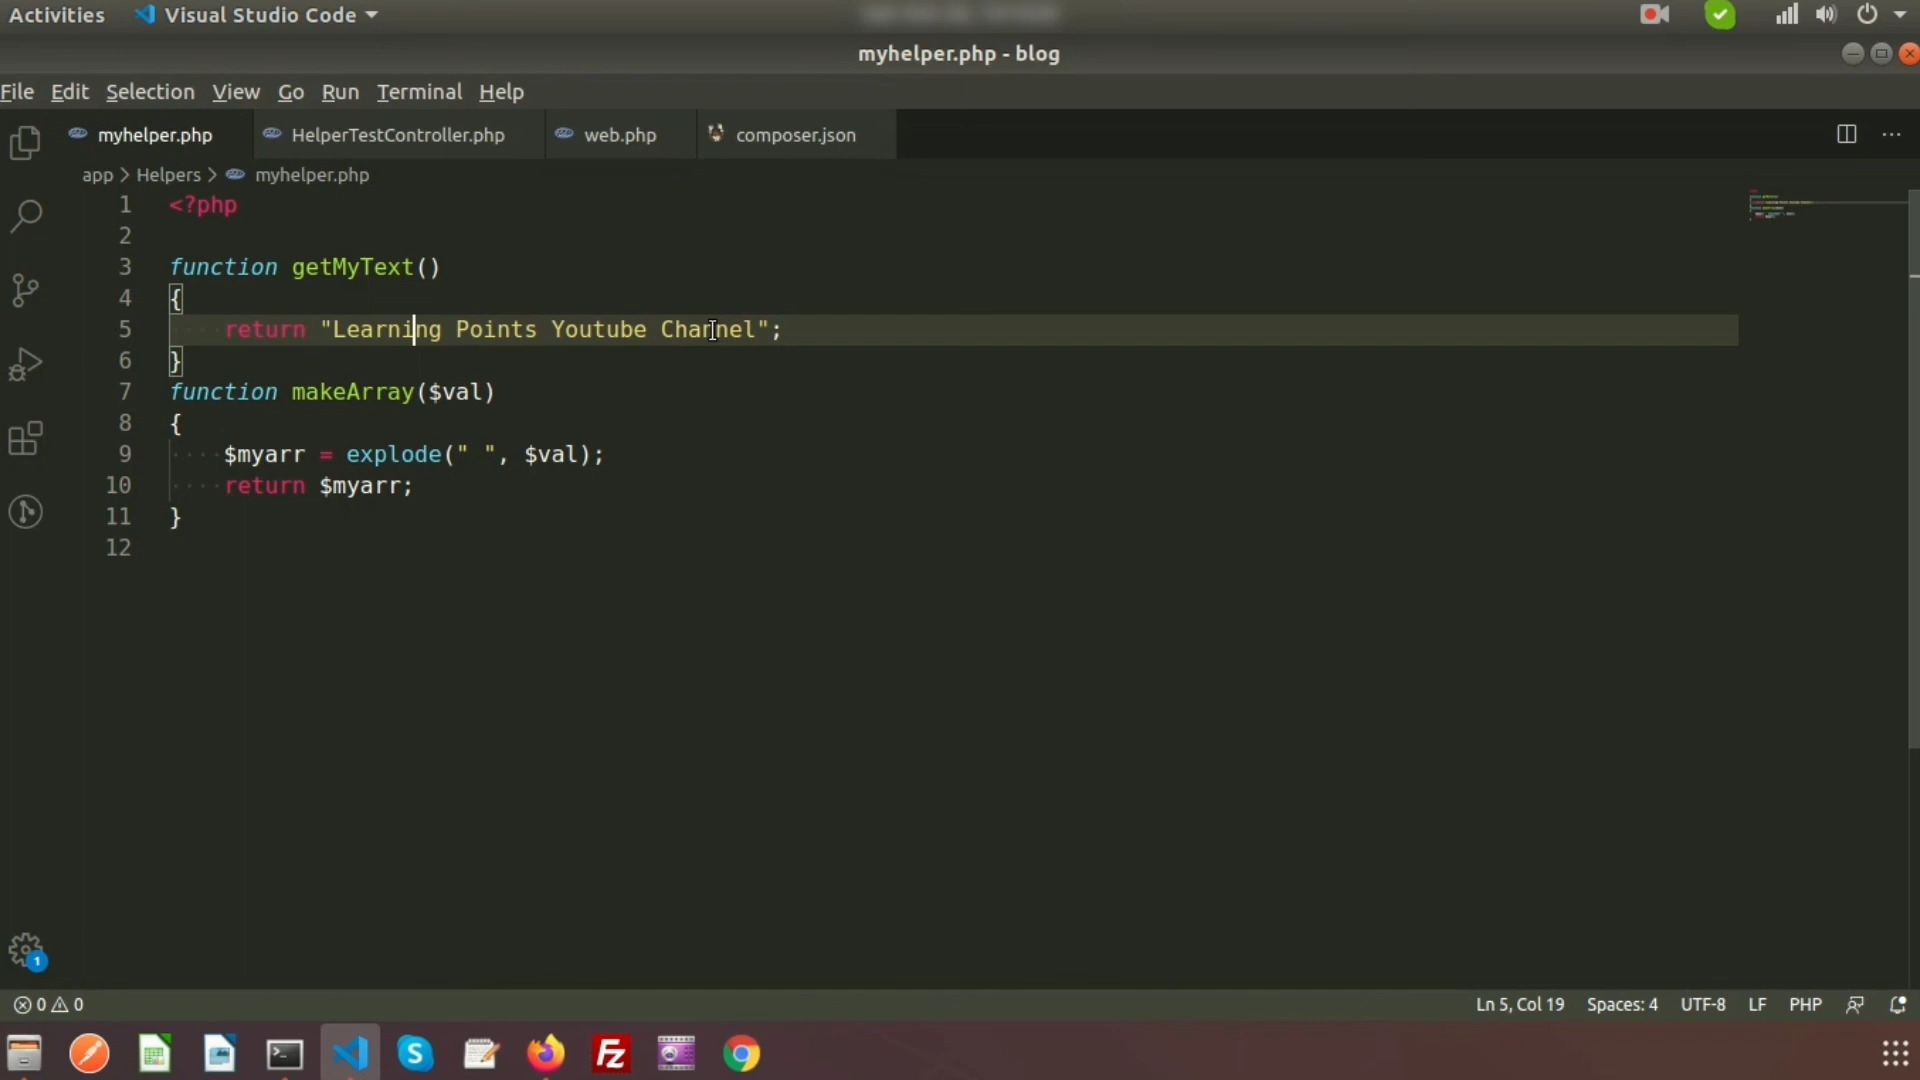 Activities Visual Studio Code
myhelper.php - blog
File Edit Selection View Go Run Terminal Help
myhelper.php HelperTestController.php web.php composer.json
app > Helpers > myhelper.php
1 <?php
2
3 function getMyText()
4 {
5 return "Learning Points Youtube Channel";
6 }
7 function makeArray($val)
8 {
9 $myarr = explode(" ", $val);
10 return $myarr;
11 }
12
1
0 0 Ln 5, Col 19 Spaces: 4 UTF-8 LF PHP